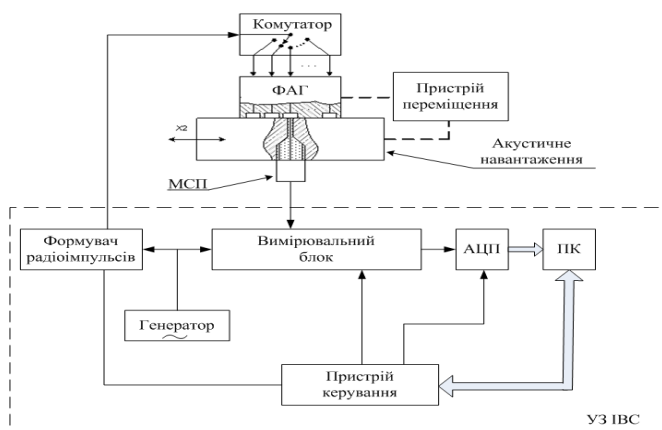 Комутатор
ФАГ
Пристрій
переміщення
X2
Акустичне
навантаження
МСП
Формувач
радіоімпульсів
Вимірювальний
блок
АЦП
ПК
Генератор
Пристрій
керування
УЗ ІВС